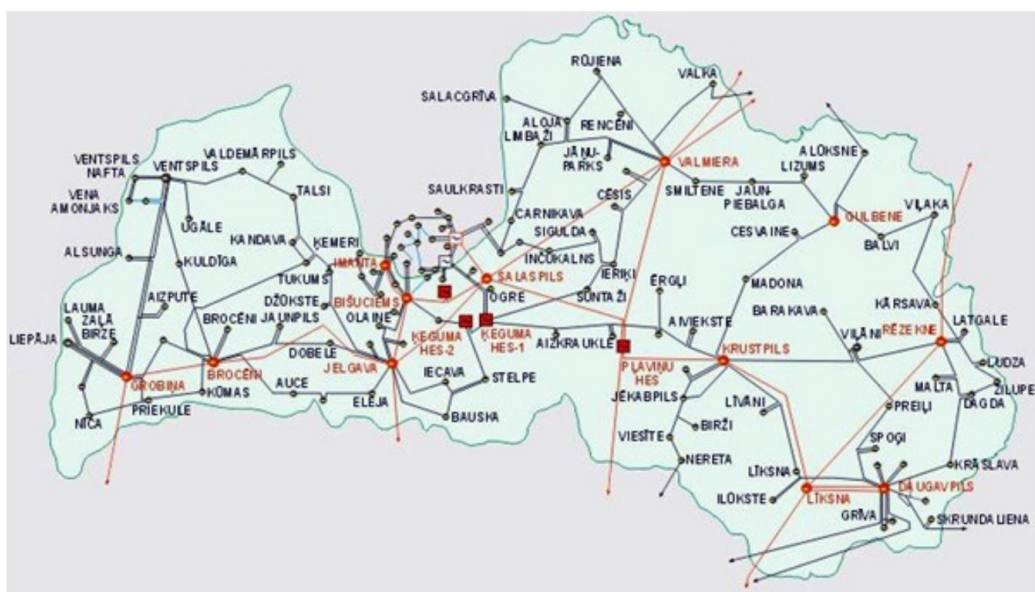 RŪJIENA
VALKA
SALACGRĪVA
ALOJA
RENCĒNI
LIMBAŽI
JĀŅU-
PARKS
VALMIERA
ALŪKSNE
LIZUMS
VENTSPILS
NAFTA
VENTSPILS
VALDEMĀRPILS
VENA
AMONJAKS
TALSI
SAULKRASTI
CĒSIS
SMILTENE
JAUN-
PIEBALGA
UGĀLE
CARNIKAVA
SIGULDA
CESVAINE
GULBENE
VIĻAKA
BALVI
ALSUNGA
KANDAVA
ĶEMERI
IMANTA
INČUKALNS
IERIĶI
KULDĪGA
TUKUMS
SALASPILS
ĒRGĻI
MADONA
LAUMA
ZAĻĀ
BIRZE
AIZPUTE
DŽŪKSTE
BIŠUCIEMS
OGRE
SUNTAŽI
KĀRSAVA
LIEPĀJA
BROCĒNI
JAUNPILS
OLAINE
ĶEGUMA
HES-2
ĶEGUMA
HES-1
AIZKRAUKLE
AIVIEKSTE
BARAKAVA
VIĻĀNI
RĒZEKNE
LATGALE
GROBIŅA
BROCĒNI
DOBELE
JELGAVA
PĻAVIŅU
HES
KRUSTPILS
LUDZA
ZILUPE
NĪCA
PRIEKULE
KŪMAS
AUCE
ELEJA
IECAVA
STELPE
BAUSKA
JĒKABPILS
LĪVĀNI
PREIĻI
MALTA
DAGDA
BIRŽI
VIESĪTE
NERETA
SPOĢI
LĪKSNA
ILŪKSTE
LĪKSNA
DAUGAVPILS
KRĀSLAVA
GRĪVA
SKRUNDALIENA